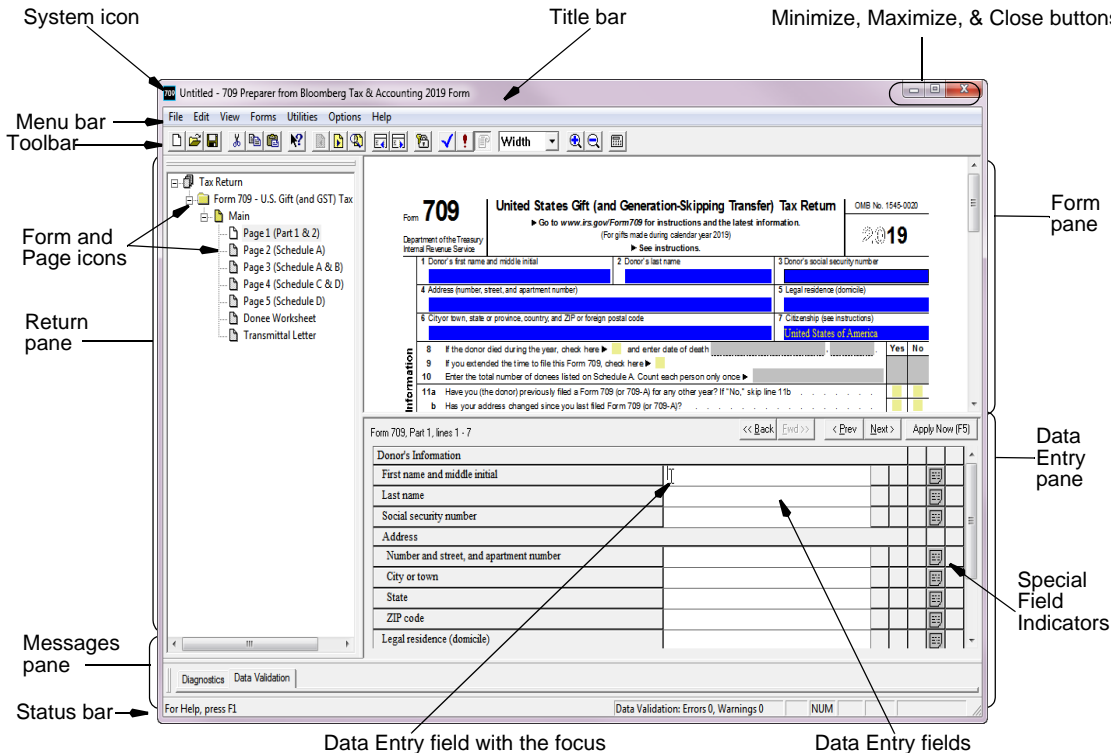 System icon
Title bar
Minimize, Maximize, & Close buttons
709 Untitled - 709 Preparer from Bloomberg Tax & Accounting 2019 Form
Menu bar
File Edit View Forms Utilities Options Help
Toolbar
Width
Form and
Page icons
Return
pane
Tax Return
Form 709 - U.S. Gift (and GST) Tax
Main
Page 1 (Part 1 & 2)
Page 2 (Schedule A)
Page 3 (Schedule A & B)
Page 4 (Schedule C & D)
Page 5 (Schedule D)
Donee Worksheet
Transmittal Letter
Form 709
Department of the Treasury
Internal Revenue Service
United States Gift (and Generation-Skipping Transfer) Tax Return
▶ Go to www.irs.gov/Form709 for instructions and the latest information.
(For gifts made during calendar year 2019)
▶ See instructions.
OMB No. 1545-0020
2019
1 Donor's first name and middle initial
2 Donor's last name
3 Donor's social security number
4 Address (number, street, and apartment number)
5 Legal residence (domicile)
6 City or town, state or province, country, and ZIP or foreign postal code
7 Citizenship (see instructions)
United States of America
Information
8 If the donor died during the year, check here ▶ and enter date of death , .
Yes No
9 If you extended the time to file this Form 709, check here ▶
10 Enter the total number of donees listed on Schedule A. Count each person only once ▶
11a Have you (the donor) previously filed a Form 709 (or 709-A) for any other year? If "No," skip line 11b . . . . . . .
b Has your address changed since you last filed Form 709 (or 709-A)? . . . . . . . . . . . . . .
Form
pane
Form 709, Part 1, lines 1 - 7
<< Back Fwd >> < Prev Next > Apply Now (F5)
Donor's Information
First name and middle initial
Last name
Social security number
Address
Number and street, and apartment number
City or town
State
ZIP code
Legal residence (domicile)
Data
Entry
pane
Special
Field
Indicators
Messages
pane
Diagnostics Data Validation
Status bar
For Help, press F1
Data Validation: Errors 0, Warnings 0
NUM
Data Entry field with the focus
Data Entry fields